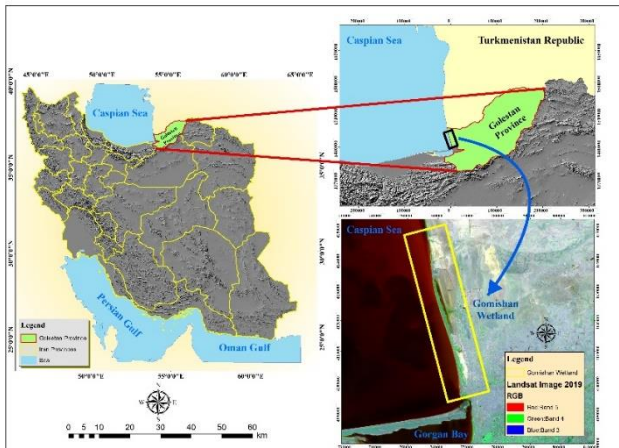 45°0'0"E 50°0'0"E 55°0'0"E 60°0'0"E
40°0'0"N
35°0'0"N
30°0'0"N
25°0'0"N
Caspian Sea
Golestan
Province
Persian Gulf
Oman Gulf
Legend
Golestan Province
Iran Provinces
50°0'0"E 55°0'0"E 60°0'0"E
W E
0 5 10 20 30 40 50 60
KM
Caspian Sea
Turkmenistan Republic
Golestan
Province
Caspian Sea
Gomishan
Wetland
Gorgan Bay
Legend
Gomishan Wetland
Landsat Image 2019
RGB
Red:Band 5
Green:Band 4
Blue:Band 3